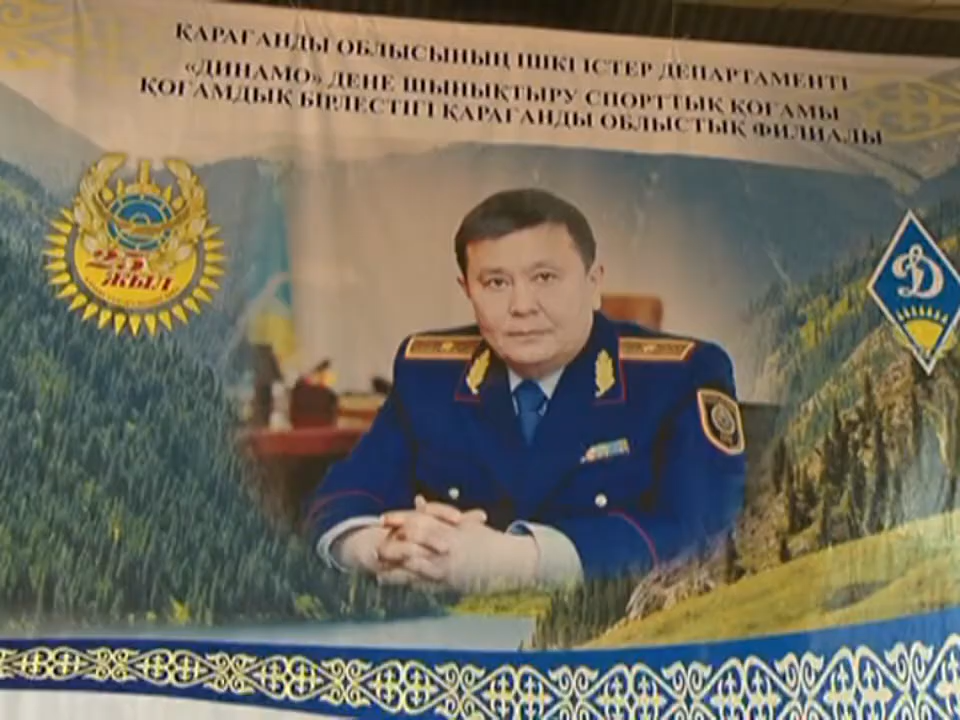 ҚАРАҒАНДЫ ОБЛЫСЫНЫҢ ІШКІ ІСТЕР ДЕПАРТАМЕНТІ
«ДИНАМО» ДЕНЕ ШЫНЫҚТЫРУ СПОРТТЫҚ ҚОҒАМЫ
ҚОҒАМДЫҚ БІРЛЕСТІГІ ҚАРАҒАНДЫ ОБЛЫСТЫҚ ФИЛИАЛЫ
25
ЖЫЛ
D